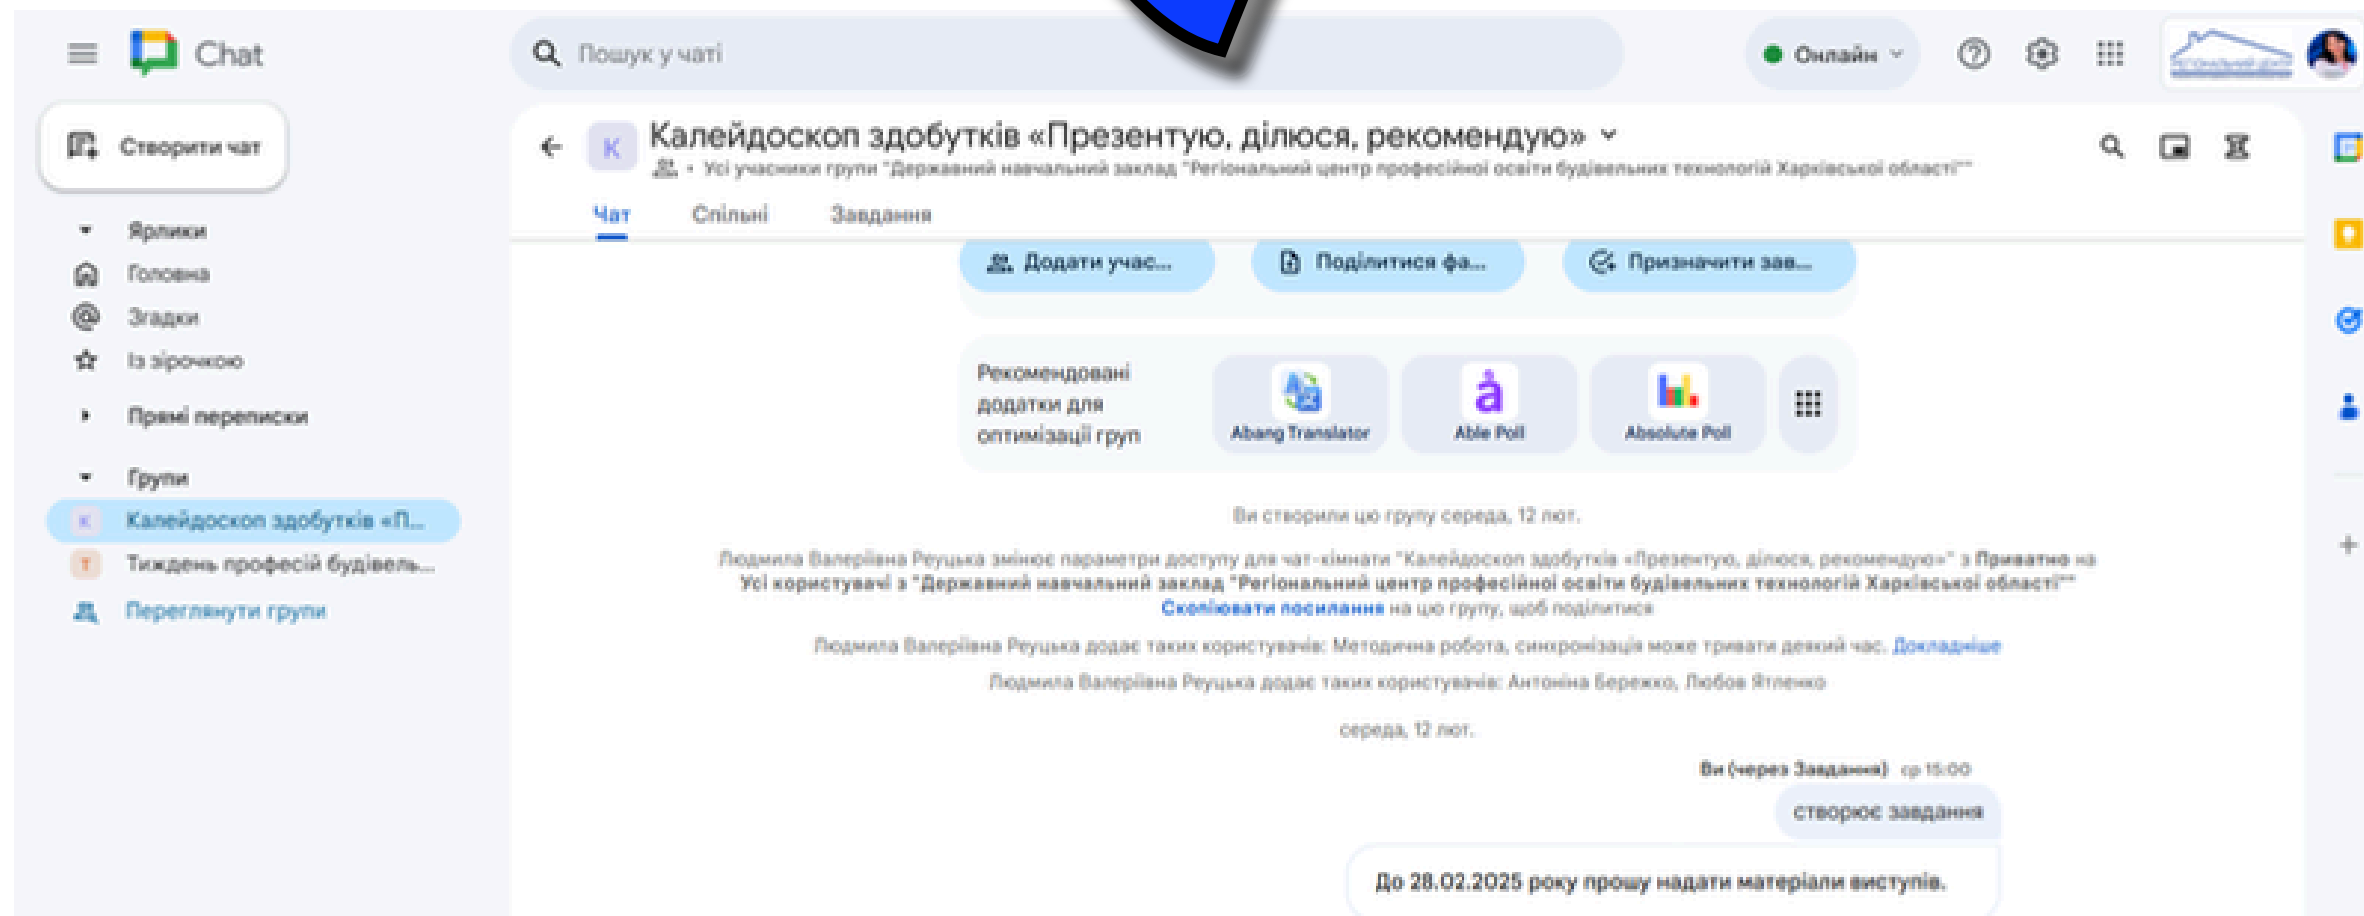 Chat
Пошук у чаті
Онлайн
РЕГІОНАЛЬНИЙ ЦЕНТР
Створити чат
Ярлики
Головна
Згадки
Із зірочкою
Прямі переписки
Групи
Калейдоскоп здобутків «П...
Тиждень професій будівель...
Переглянути групи
К Калейдоскоп здобутків «Презентую, ділюся, рекомендую»
Усі учасники групи "Державний навчальний заклад "Регіональний центр професійної освіти будівельних технологій Харківської області""
Чат Спільні Завдання
Додати учас... Поділитися фа... Призначити зав...
Рекомендовані
додатки для
оптимізації груп
Abang Translator Able Poll Absolute Poll
Ви створили цю групу середа, 12 лют.
Людмила Валеріївна Реуцька змінює параметри доступу для чат-кімнати "Калейдоскоп здобутків «Презентую, ділюся, рекомендую»" з Приватно на
Усі користувачі з "Державний навчальний заклад "Регіональний центр професійної освіти будівельних технологій Харківської області""
Скопіювати посилання на цю групу, щоб поділитися
Людмила Валеріївна Реуцька додає таких користувачів: Методична робота, синхронізація може тривати деякий час. Докладніше
Людмила Валеріївна Реуцька додає таких користувачів: Антоніна Бережко, Любов Ятленко
середа, 12 лют.
Ви (через Завдання) ср 15:00
створює завдання
До 28.02.2025 року прошу надати матеріали виступів.